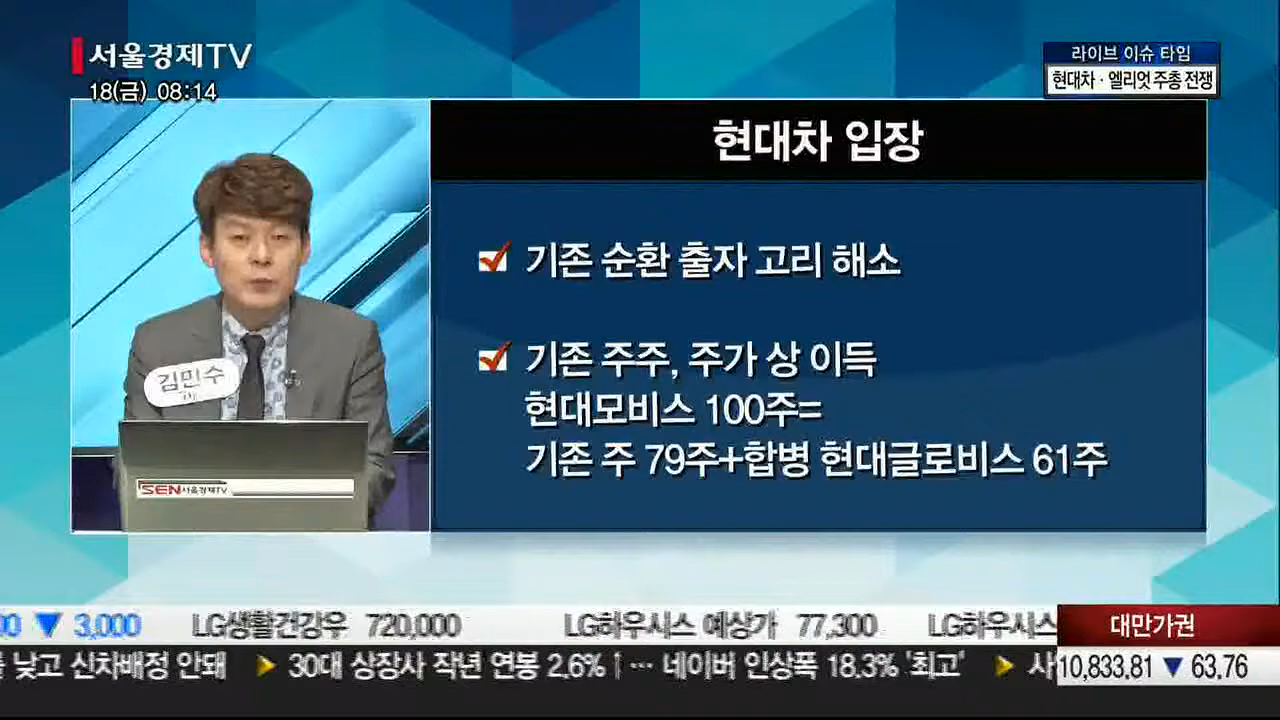 서울경제TV
18(금) 08:14
라이브 이슈 타임
현대차·엘리엇 주총 전쟁
현대차 입장
기존 순환 출자 고리 해소
기존 주주, 주가 상 이득
현대모비스 100주=
기존 주 79주+합병 현대글로비스 61주
김민수
SEN서울경제TV
00 ▼ 3,000 LG생활건강우 720,000 LG하우시스 예상가 77,300 LG하우시스
대만가권
낮고 신차배정 안돼 ▶ 30대 상장사 작년 연봉 2.6%↑… 네이버 인상폭 18.3% '최고' ▶ 사
10,833.81 ▼ 63.76